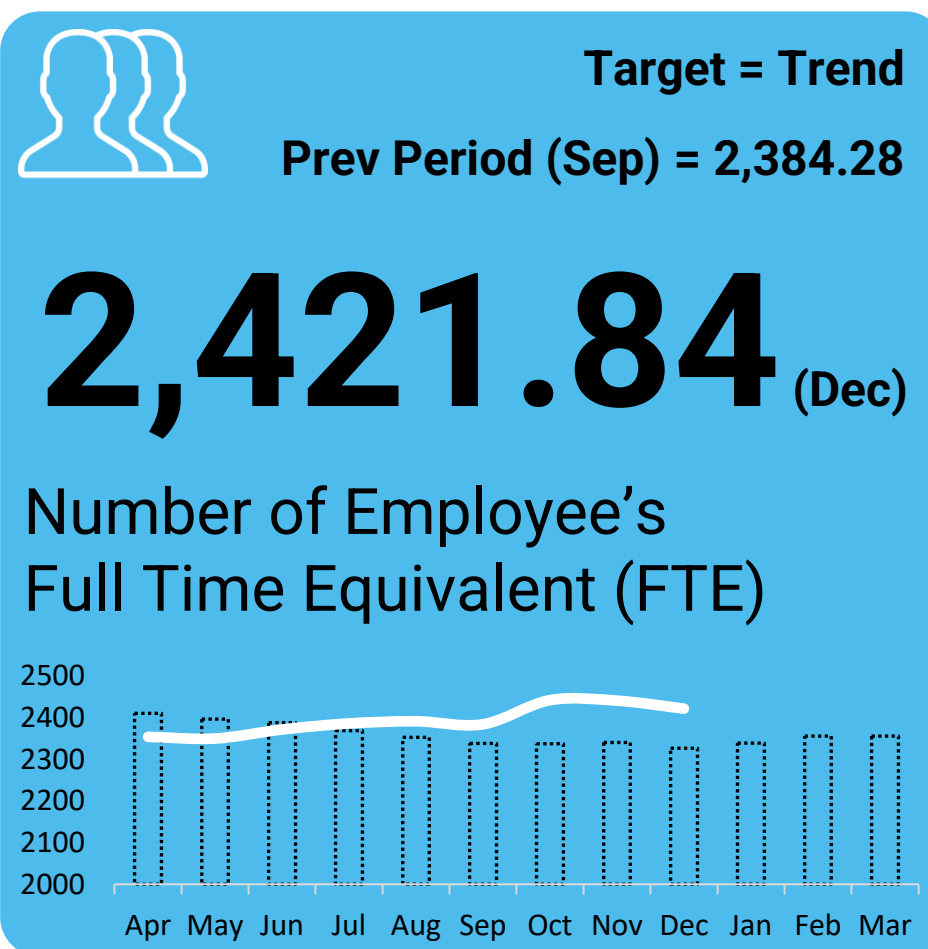 Target = Trend
Prev Period (Sep) = 2,384.28
2,421.84 (Dec)
Number of Employee’s
Full Time Equivalent (FTE)
2500
2400
2300
2200
2100
2000
Apr May Jun Jul Aug Sep Oct Nov Dec Jan Feb Mar